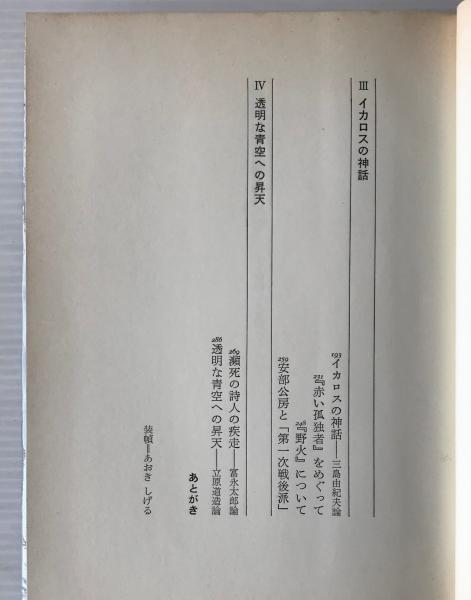 III イカロスの神話
193 イカロスの神話——三島由紀夫論
『赤い孤独者』をめぐって
『野火』について
250 安部公房と「第一次戦後派」
IV 透明な青空への昇天
269 瀕死の詩人の疾走——富永太郎論
286 透明な青空への昇天——立原道造論
あとがき
装幀=あおき しげる